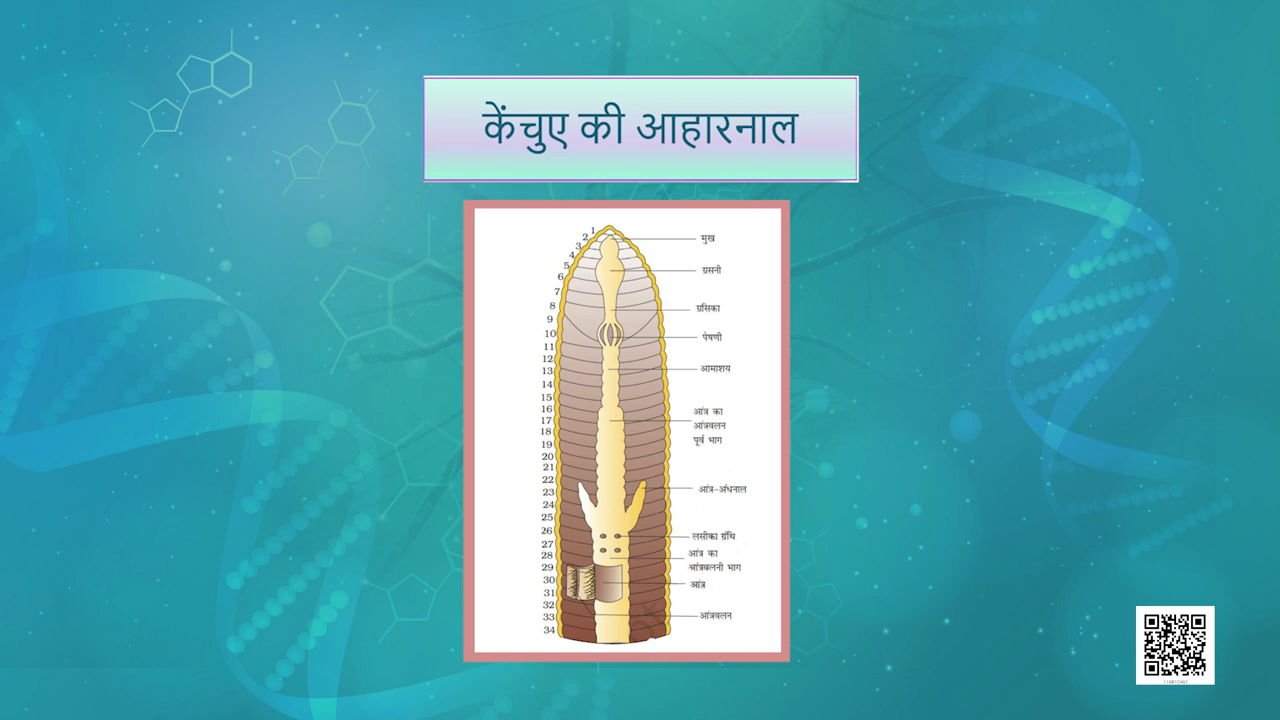 केंचुए की आहारनाल
1
2
3
4
5
6
7
8
9
10
11
12
13
14
15
16
17
18
19
20
21
22
23
24
25
26
27
28
29
30
31
32
33
34
मुख
ग्रसनी
ग्रसिका
पेषणी
आमाशय
आंत्र का
आंत्रवलन
पूर्व भाग
आंत्र-अंधनाल
लसीका ग्रंथि
आंत्र का
आंत्रवलनी भाग
आंत्र
आंत्रवलन